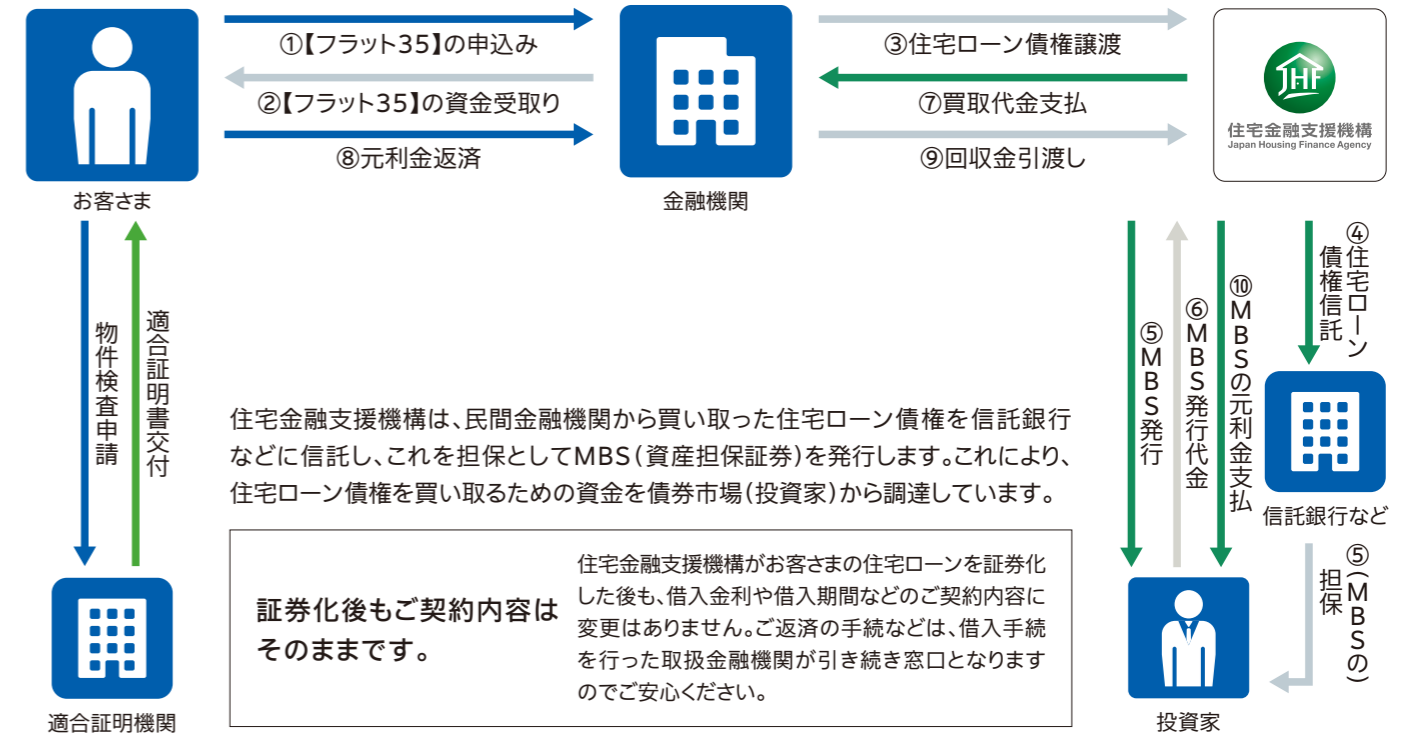 ①【フラット35】の申込み
②【フラット35】の資金受取り
⑧元利金返済
お客さま
金融機関
③住宅ローン債権譲渡
⑦買取代金支払
⑨回収金引渡し
JHF
住宅金融支援機構
Japan Housing Finance Agency
物件検査申請
適合証明書交付
適合証明機関
④住宅ローン
債権信託
⑤MBS発行
⑥MBS発行代金
⑩MBSの元利金支払
信託銀行など
⑤(MBSの)
担保
投資家
住宅金融支援機構は、民間金融機関から買い取った住宅ローン債権を信託銀行
などに信託し、これを担保としてMBS(資産担保証券)を発行します。これにより、
住宅ローン債権を買い取るための資金を債券市場(投資家)から調達しています。
証券化後もご契約内容は
そのままです。
住宅金融支援機構がお客さまの住宅ローンを証券化
した後も、借入金利や借入期間などのご契約内容に
変更はありません。ご返済の手続などは、借入手続
を行った取扱金融機関が引き続き窓口となります
のでご安心ください。